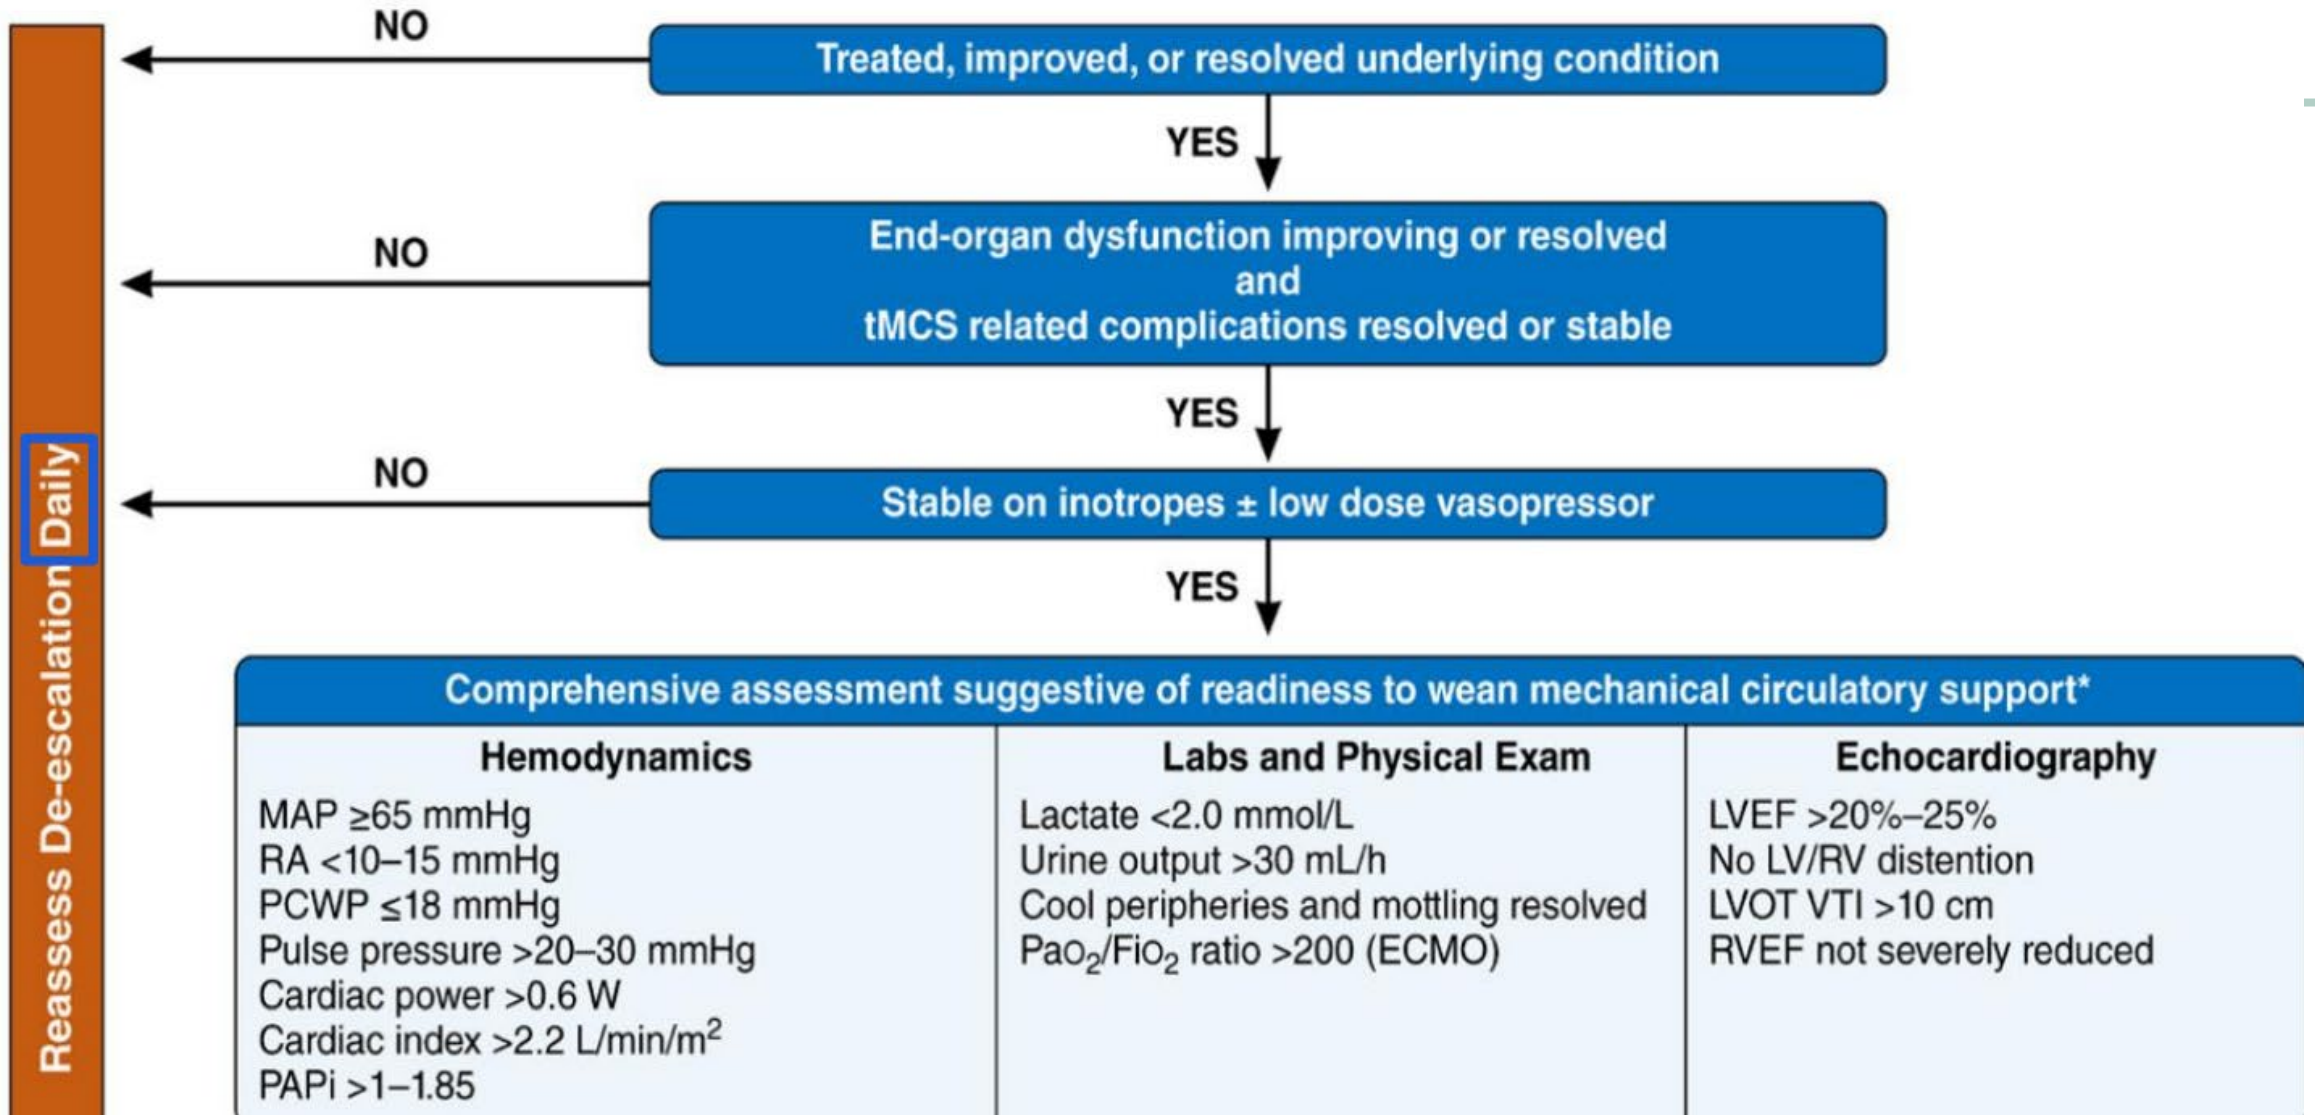 NO
Treated, improved, or resolved underlying condition
YES
NO
End-organ dysfunction improving or resolved
and
tMCS related complications resolved or stable
YES
NO
Stable on inotropes ± low dose vasopressor
YES
Reassess De-escalation Daily
Comprehensive assessment suggestive of readiness to wean mechanical circulatory support*
Hemodynamics
MAP ≥65 mmHg
RA <10–15 mmHg
PCWP ≤18 mmHg
Pulse pressure >20–30 mmHg
Cardiac power >0.6 W
Cardiac index >2.2 L/min/m²
PAPi >1–1.85
Labs and Physical Exam
Lactate <2.0 mmol/L
Urine output >30 mL/h
Cool peripheries and mottling resolved
PaO₂/FiO₂ ratio >200 (ECMO)
Echocardiography
LVEF >20%–25%
No LV/RV distention
LVOT VTI >10 cm
RVEF not severely reduced